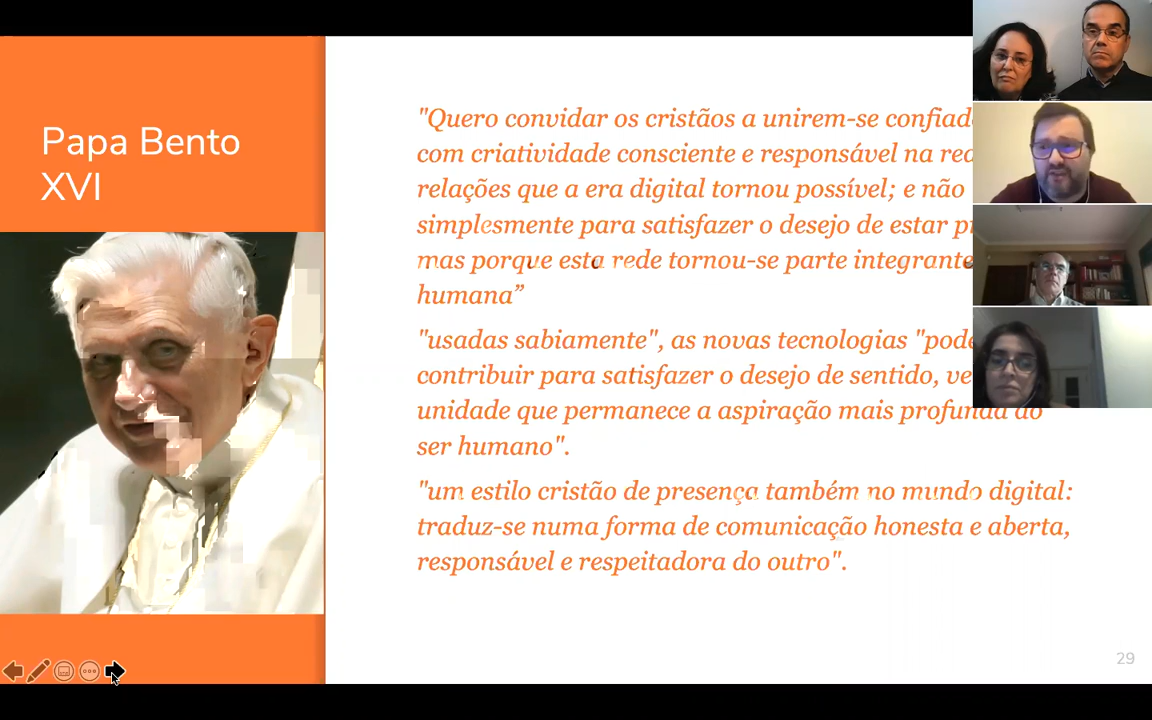 Papa Bento
XVI
"Quero convidar os cristãos a unirem-se
com criatividade consciente e responsável na
relações que a era digital tornou possível; e não
simplesmente para satisfazer o desejo de estar
mas porque esta rede tornou-se parte integrante
humana”
"usadas sabiamente", as novas tecnologias
contribuir para satisfazer o desejo de sentido,
unidade que permanece a aspiração mais profunda do
ser humano".
"um estilo cristão de presença também no mundo digital:
traduz-se numa forma de comunicação honesta e aberta,
responsável e respeitadora do outro".
29